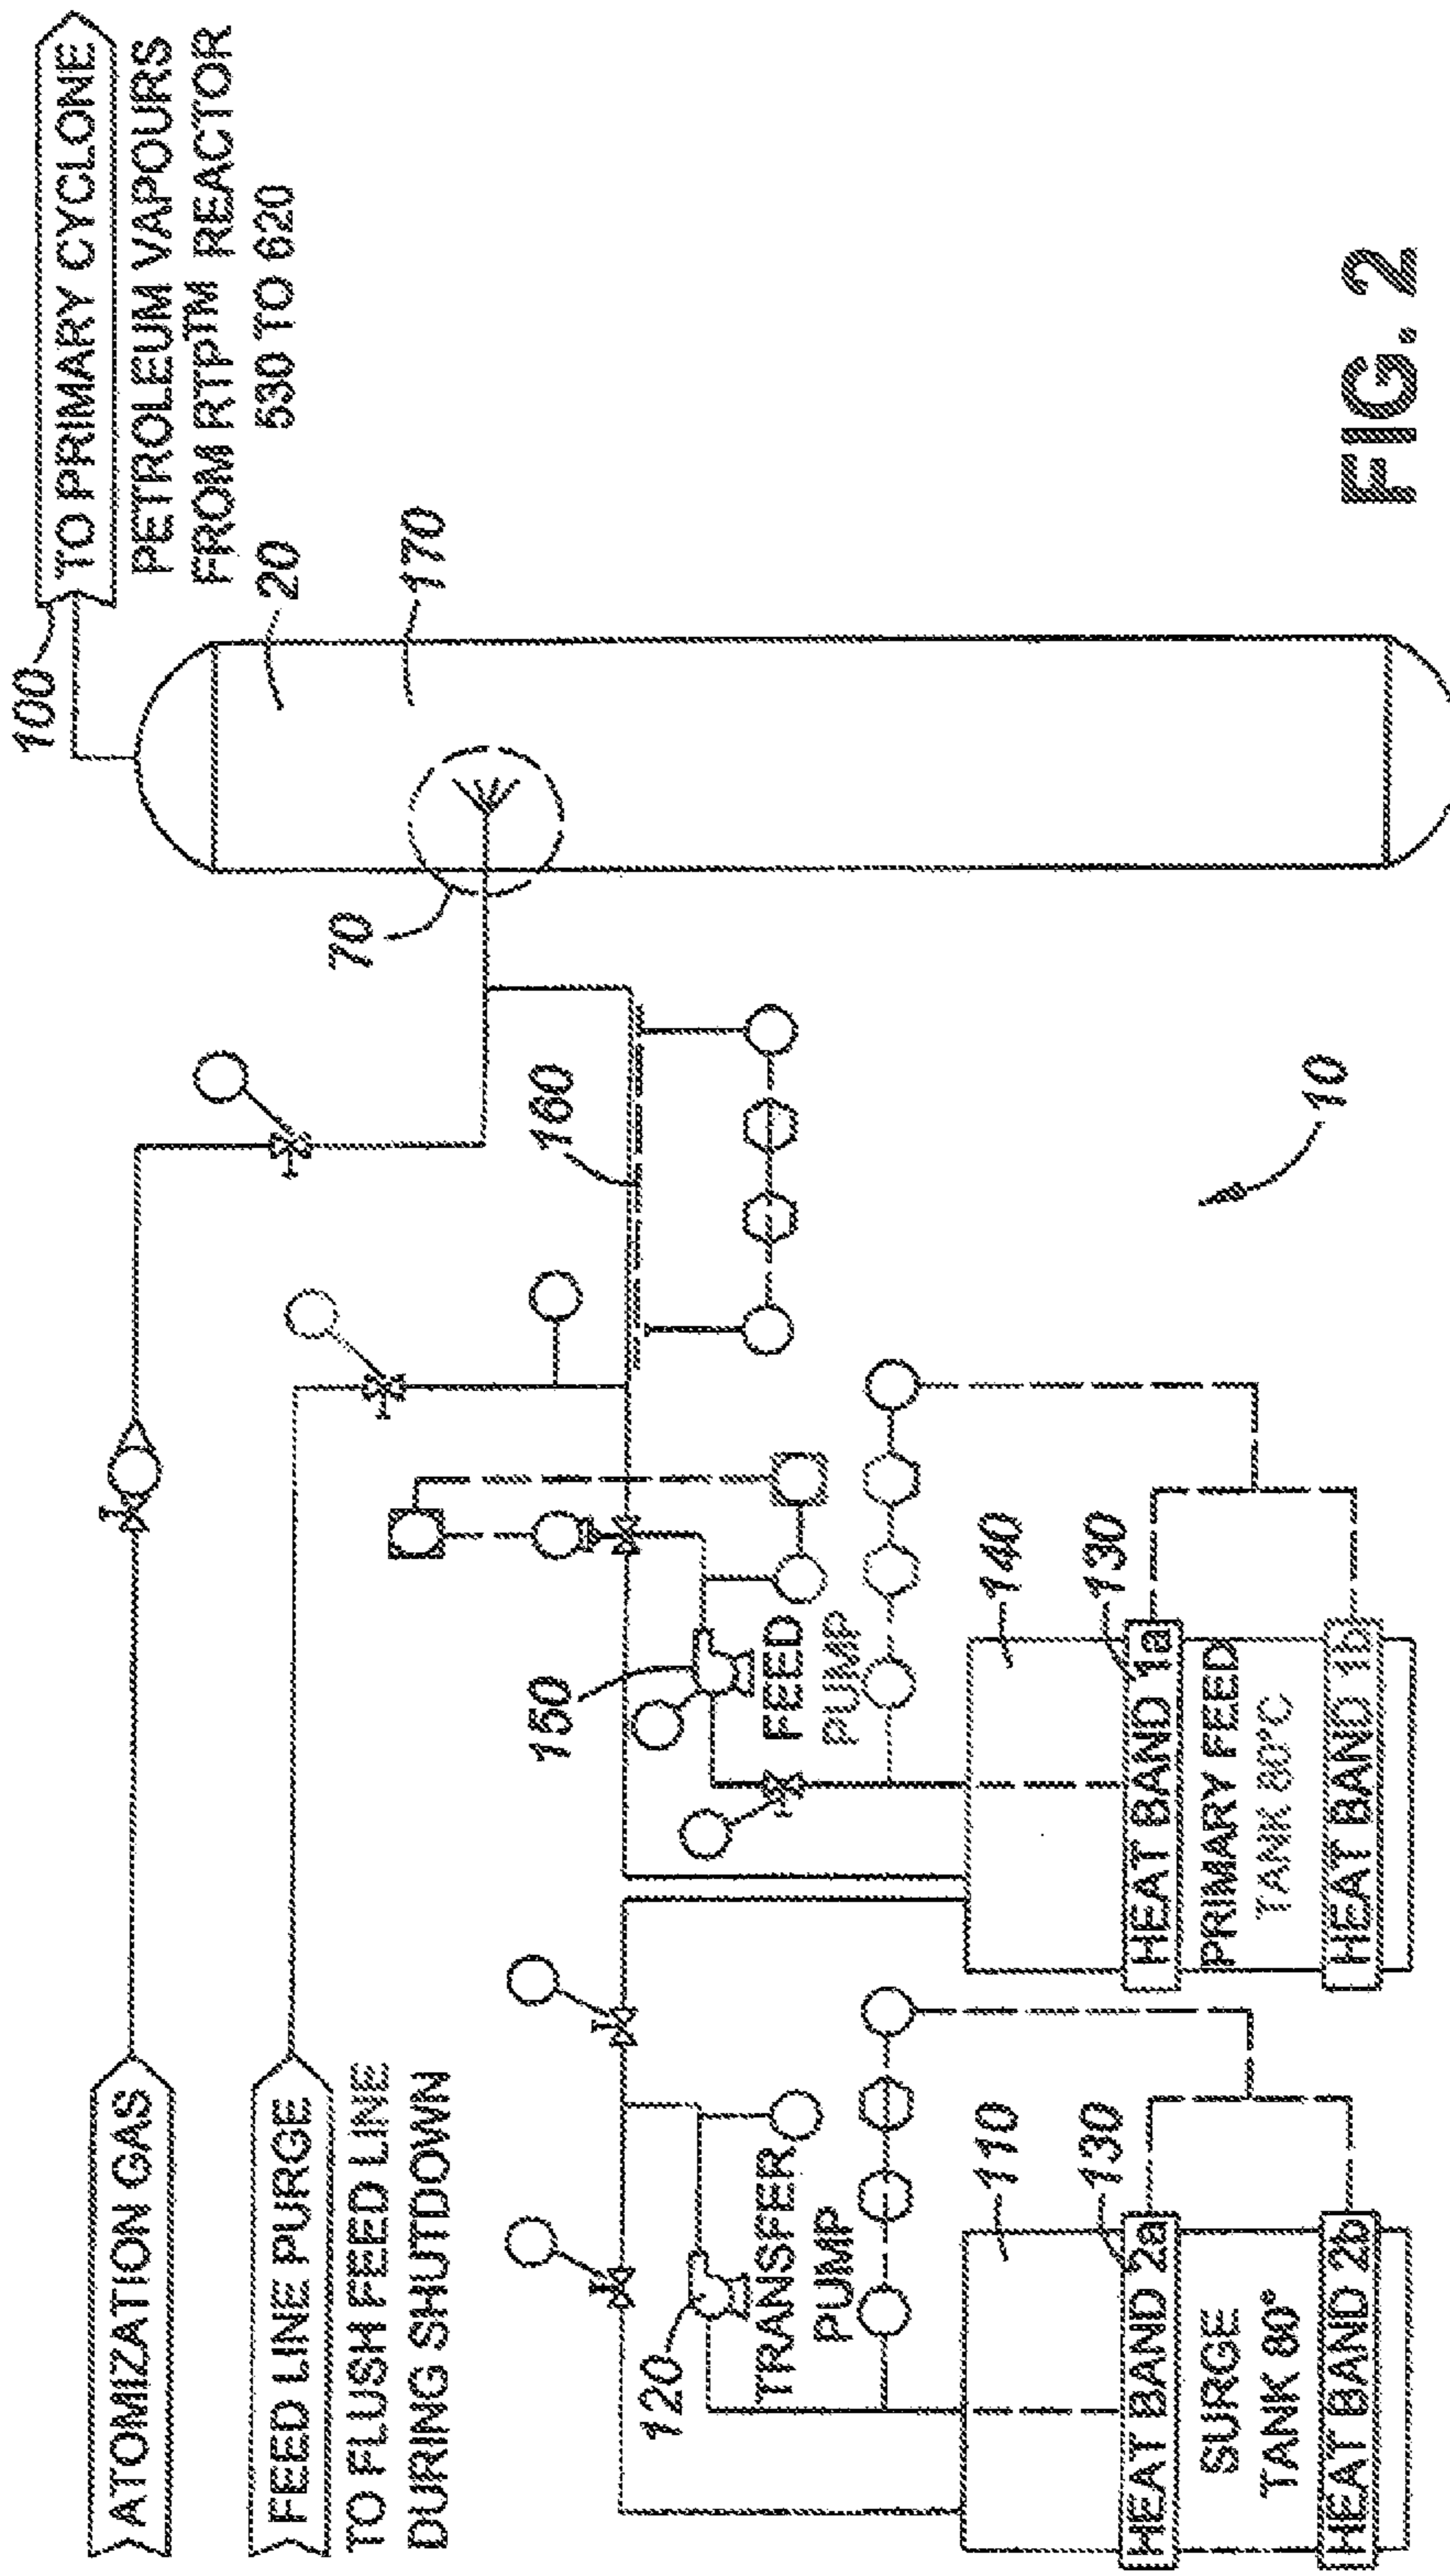 100
TO PRIMARY CYCLONE
PETROLEUM VAPOURS
FROM RTP™ REACTOR
530 TO 620
20
170
70
ATOMIZATION GAS
FEED LINE PURGE
TO FLUSH FEED LINE
DURING SHUTDOWN
160
150
FEED
PUMP
120
TRANSFER
PUMP
10
140
130
HEAT BAND 1a
PRIMARY FEED
TANK 80°C
HEAT BAND 1b
110
130
HEAT BAND 2a
SURGE
TANK 80°
HEAT BAND 2b
FIG. 2